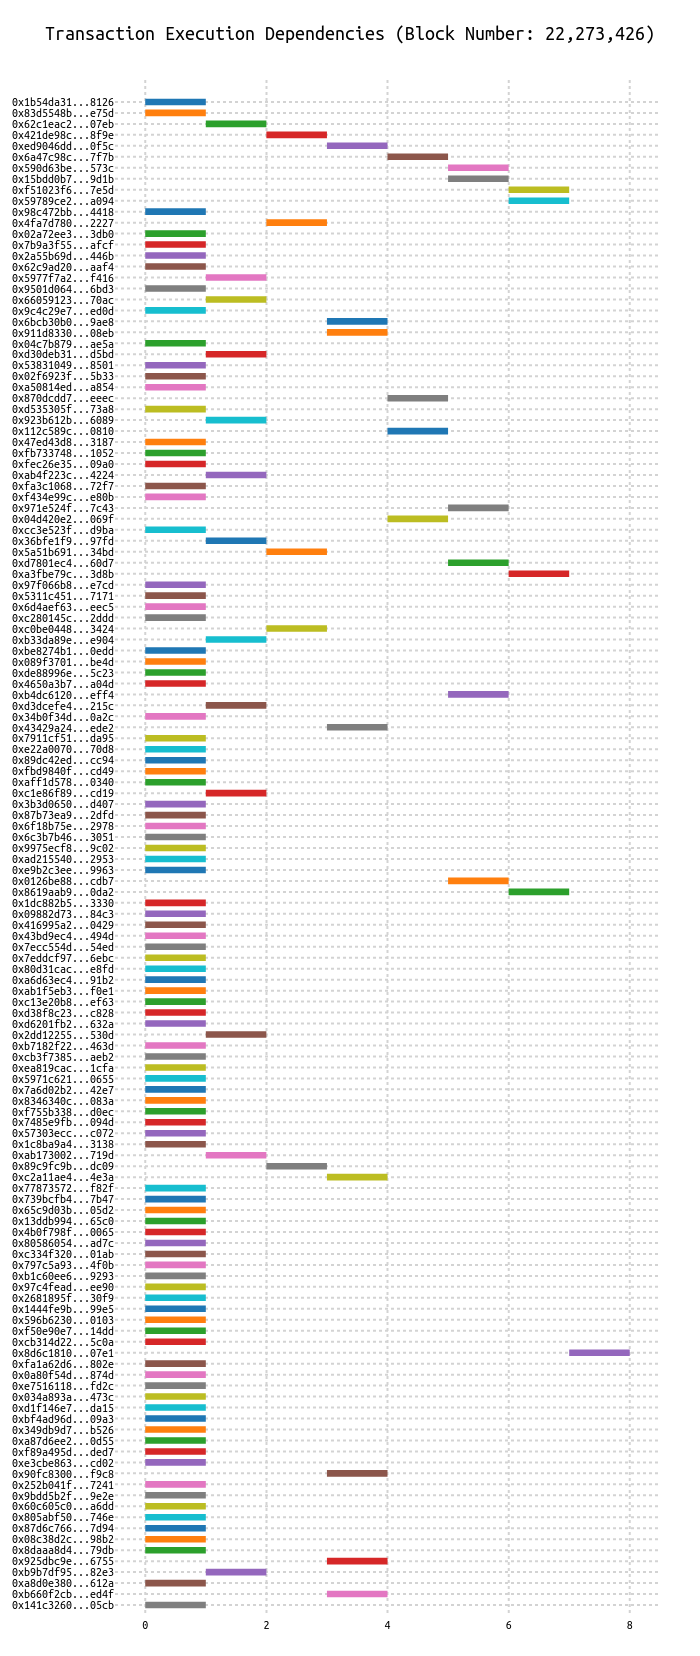 Transaction Execution Dependencies (Block Number: 22,273,426)
0x1b54da31...8126
0x83d5548b...e75d
0x62c1eac2...07eb
0x421de98c...8f9e
0xed9046dd...0f5c
0x6a47c98c...7f7b
0x590d63be...573c
0x15bdd0b7...9d1b
0xf51023f6...7e5d
0x59789ce2...a094
0x98c472bb...4418
0x4fa7d780...2227
0x02a72ee3...3db0
0x7b9a3f55...afcf
0x2a55b69d...446b
0x62c9ad20...aaf4
0x5977f7a2...f416
0x9501d064...6bd3
0x66059123...70ac
0x9c4c29e7...ed0d
0x6bcb30b0...9ae8
0x911d8330...08eb
0x04c7b879...ae5a
0xd30deb31...d5bd
0x53831049...8501
0x02f6923f...5b33
0xa50814ed...a854
0x870dcdd7...eeec
0xd535305f...73a8
0x923b612b...6089
0x112c589c...0810
0x47ed43d8...3187
0xfb733748...1052
0xfec26e35...09a0
0xab4f223c...4224
0xfa3c1068...72f7
0xf434e99c...e80b
0x971e524f...7c43
0x04d420e2...069f
0xcc3e523f...d9ba
0x36bfe1f9...97fd
0x5a51b691...34bd
0xd7801ec4...60d7
0xa3fbe79c...3d8b
0x97f066b8...e7cd
0x5311c451...7171
0x6d4aef63...eec5
0xc280145c...2ddd
0xc0be0448...3424
0xb33da89e...e904
0xbe8274b1...0edd
0x089f3701...be4d
0xde88996e...5c23
0x4650a3b7...a04d
0xb4dc6120...eff4
0xd3dcefe4...215c
0x34b0f34d...0a2c
0x43429a24...ede2
0x7911cf51...da95
0xe22a0070...70d8
0x89dc42ed...cc94
0xfbd9840f...cd49
0xaff1d578...0340
0xc1e86f89...cd19
0x3b3d0650...d407
0x87b73ea9...2dfd
0x6f18b75e...2978
0x6c3b7b46...3051
0x9975ecf8...9c02
0xad215540...2953
0xe9b2c3ee...9963
0x0126be88...cdb7
0x8619aab9...0da2
0x1dc882b5...3330
0x09882d73...84c3
0x416995a2...0429
0x43bd9ec4...494d
0x7ecc554d...54ed
0x7eddcf97...6ebc
0x80d31cac...e8fd
0xa6d63ec4...91b2
0xab1f5eb3...f0e1
0xc13e20b8...ef63
0xd38f8c23...c828
0xd6201fb2...632a
0x2dd12255...530d
0xb7182f22...463d
0xcb3f7385...aeb2
0xea819cac...1cfa
0x5971c621...0655
0x7a6d02b2...42e7
0x8346340c...083a
0xf755b338...d0ec
0x7485e9fb...094d
0x57303ecc...c072
0x1c8ba9a4...3138
0xab173002...719d
0x89c9fc9b...dc09
0xc2a11ae4...4e3a
0x77873572...f82f
0x739bcfb4...7b47
0x65c9d03b...05d2
0x13ddb994...65c0
0x4b0f798f...0065
0x80586054...ad7c
0xc334f320...01ab
0x797c5a93...4f0b
0xb1c60ee6...9293
0x97c4fead...ee90
0x2681895f...30f9
0x1444fe9b...99e5
0x596b6230...0103
0xf50e90e7...14dd
0xcb314d22...5c0a
0x8d6c1810...07e1
0xfa1a62d6...802e
0x0a80f54d...874d
0xe7516118...fd2c
0x034a893a...473c
0xd1f146e7...da15
0xbf4ad96d...09a3
0x349db9d7...b526
0xa87d6ee2...0d55
0xf89a495d...ded7
0xe3cbe863...cd02
0x90fc8300...f9c8
0x252b041f...7241
0x9bdd5b2f...9e2e
0x60c605c0...a6dd
0x805abf50...746e
0x87d6c766...7d94
0x08c38d2c...98b2
0x8daaa8d4...79db
0x925dbc9e...6755
0xb9b7df95...82e3
0xa8d0e380...612a
0xb660f2cb...ed4f
0x141c3260...05cb
0 2 4 6 8